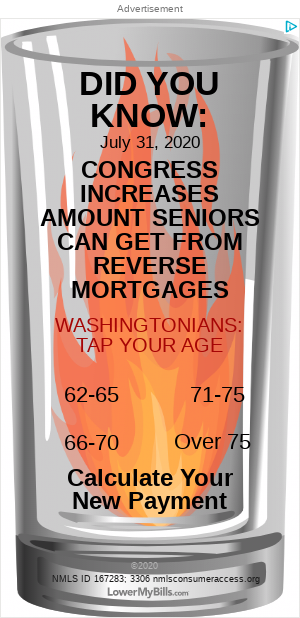 Advertisement
DID YOU
KNOW:
July 31, 2020
CONGRESS
INCREASES
AMOUNT SENIORS
CAN GET FROM
REVERSE
MORTGAGES
WASHINGTONIANS:
TAP YOUR AGE
62-65 71-75
66-70 Over 75
Calculate Your
New Payment
©2020
NMLS ID 167283; 3306 nmlsconsumeraccess.org
LowerMyBills.com